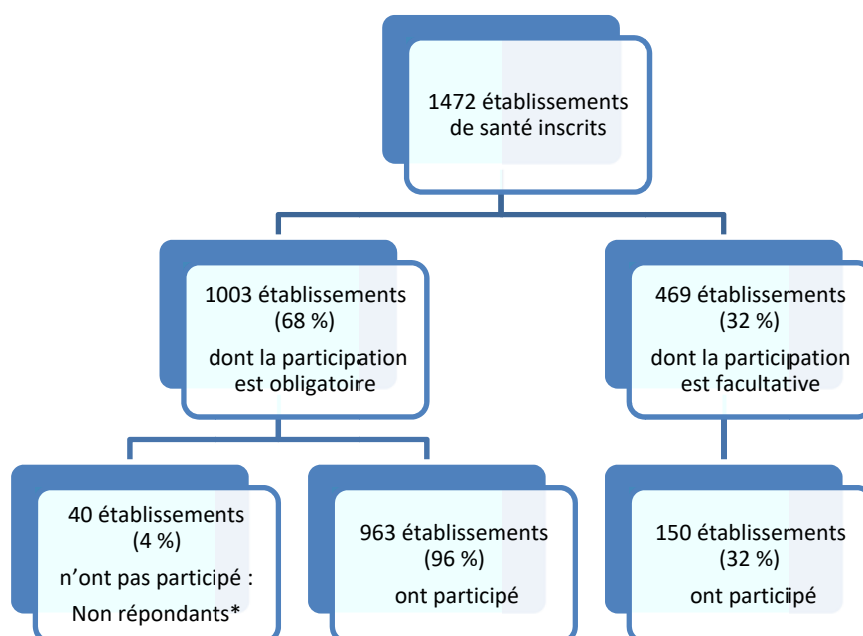 1472 établissements
de santé inscrits
1003 établissements
(68 %)
dont la participation
est obligatoire
469 établissements
(32 %)
dont la participation
est facultative
40 établissements
(4 %)
n'ont pas participé :
Non répondants*
963 établissements
(96 %)
ont participé
150 établissements
(32 %)
ont participé